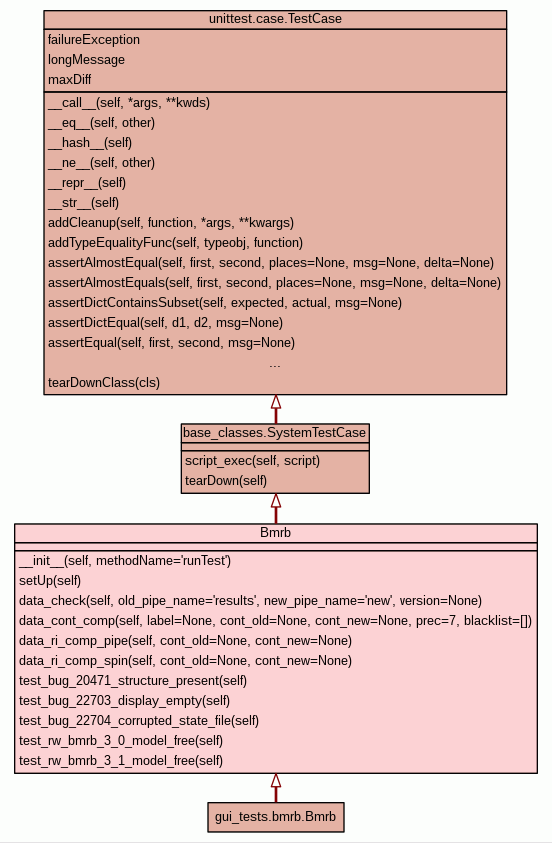 unittest.case.TestCase
failureException
longMessage
maxDiff
__call__(self, *args, **kwds)
__eq__(self, other)
__hash__(self)
__ne__(self, other)
__repr__(self)
__str__(self)
addCleanup(self, function, *args, **kwargs)
addTypeEqualityFunc(self, typeobj, function)
assertAlmostEqual(self, first, second, places=None, msg=None, delta=None)
assertAlmostEquals(self, first, second, places=None, msg=None, delta=None)
assertDictContainsSubset(self, expected, actual, msg=None)
assertDictEqual(self, d1, d2, msg=None)
assertEqual(self, first, second, msg=None)
...
tearDownClass(cls)
base_classes.SystemTestCase
script_exec(self, script)
tearDown(self)
Bmrb
__init__(self, methodName='runTest')
setUp(self)
data_check(self, old_pipe_name='results', new_pipe_name='new', version=None)
data_cont_comp(self, label=None, cont_old=None, cont_new=None, prec=7, blacklist=[])
data_ri_comp_pipe(self, cont_old=None, cont_new=None)
data_ri_comp_spin(self, cont_old=None, cont_new=None)
test_bug_20471_structure_present(self)
test_bug_22703_display_empty(self)
test_bug_22704_corrupted_state_file(self)
test_rw_bmrb_3_0_model_free(self)
test_rw_bmrb_3_1_model_free(self)
gui_tests.bmrb.Bmrb